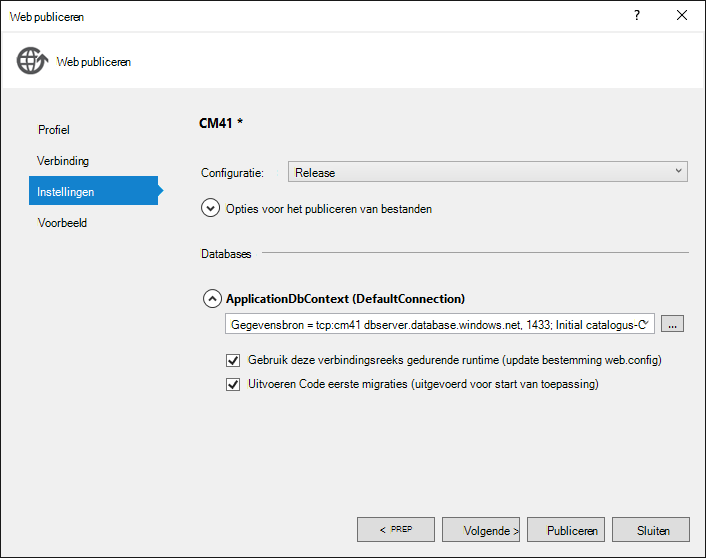 Web publiceren
?
Web publiceren
Profiel
Verbinding
Instellingen
Voorbeeld
CM41 *
Configuratie:
Release
Opties voor het publiceren van bestanden
Databases
ApplicationDbContext (DefaultConnection)
Gegevensbron = tcp:cm41 dbserver.database.windows.net, 1433; Initial catalogus-C
...
Gebruik deze verbindingsreeks gedurende runtime (update bestemming web.config)
Uitvoeren Code eerste migraties (uitgevoerd voor start van toepassing)
< PREP
Volgende >
Publiceren
Sluiten